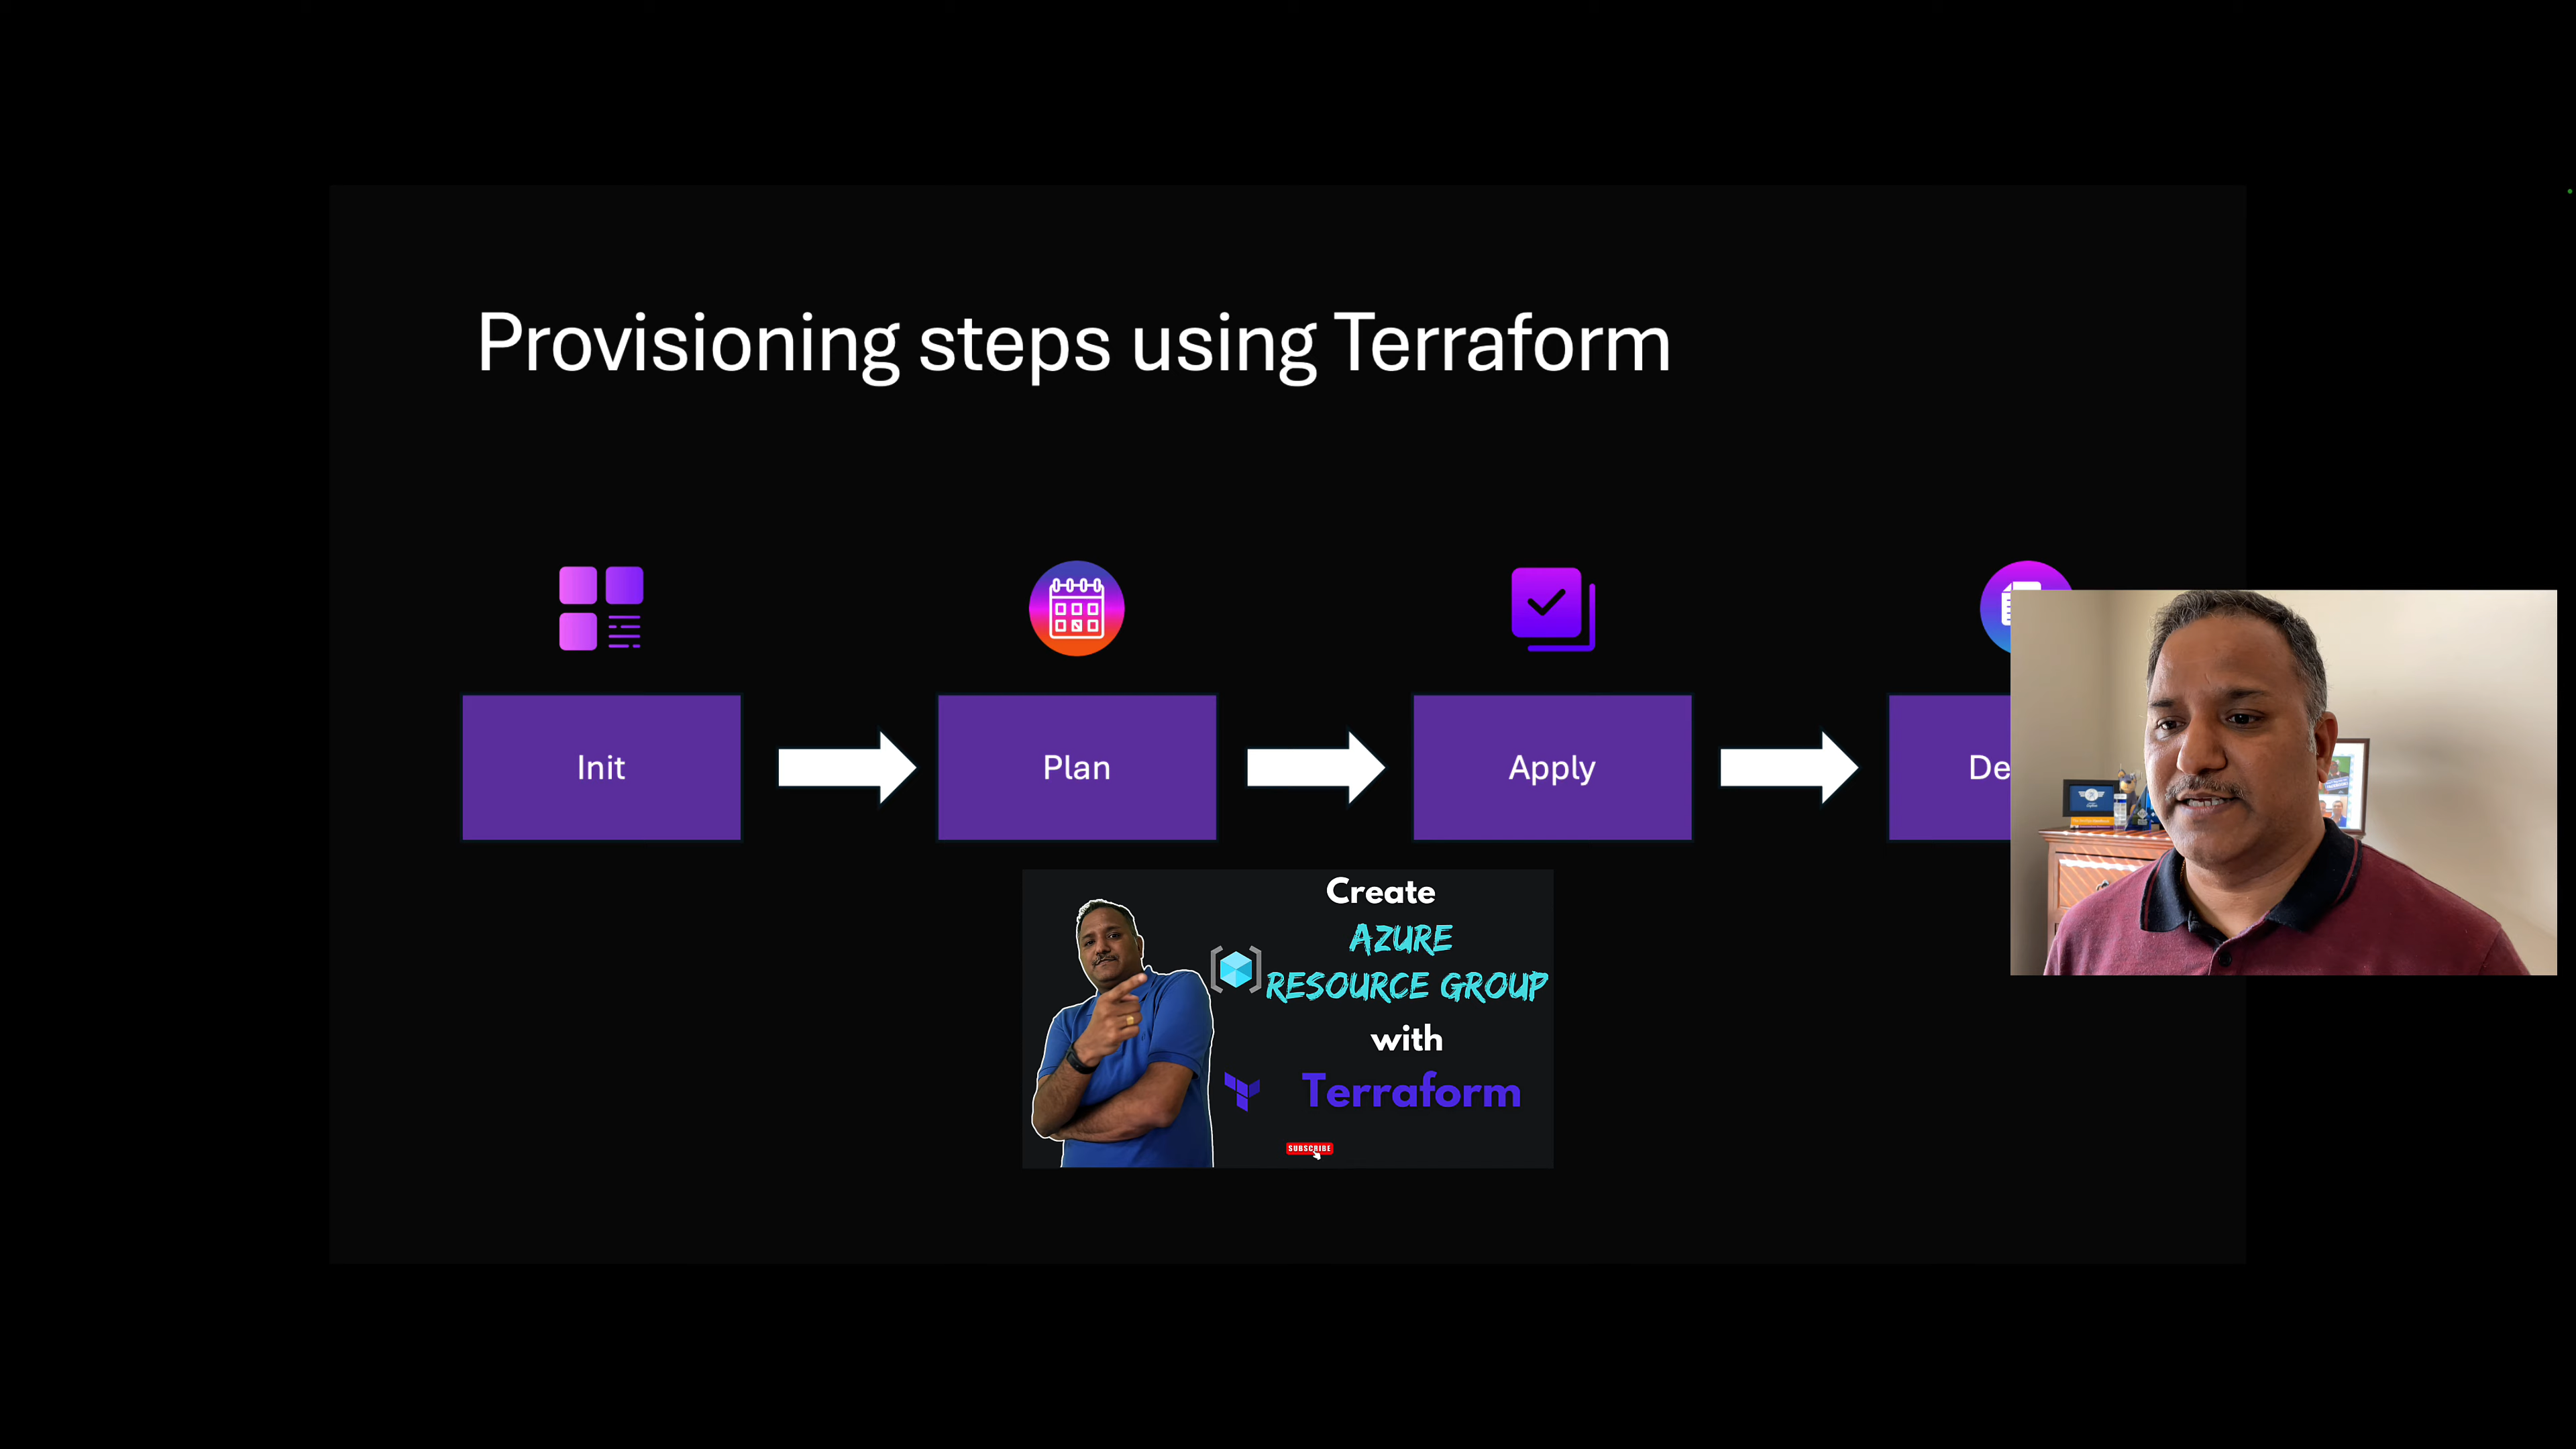 Provisioning steps using Terraform
Init
Plan
Apply
De
Create
AZURE
RESOURCE GROUP
with
Terraform
SUBSCRIBE